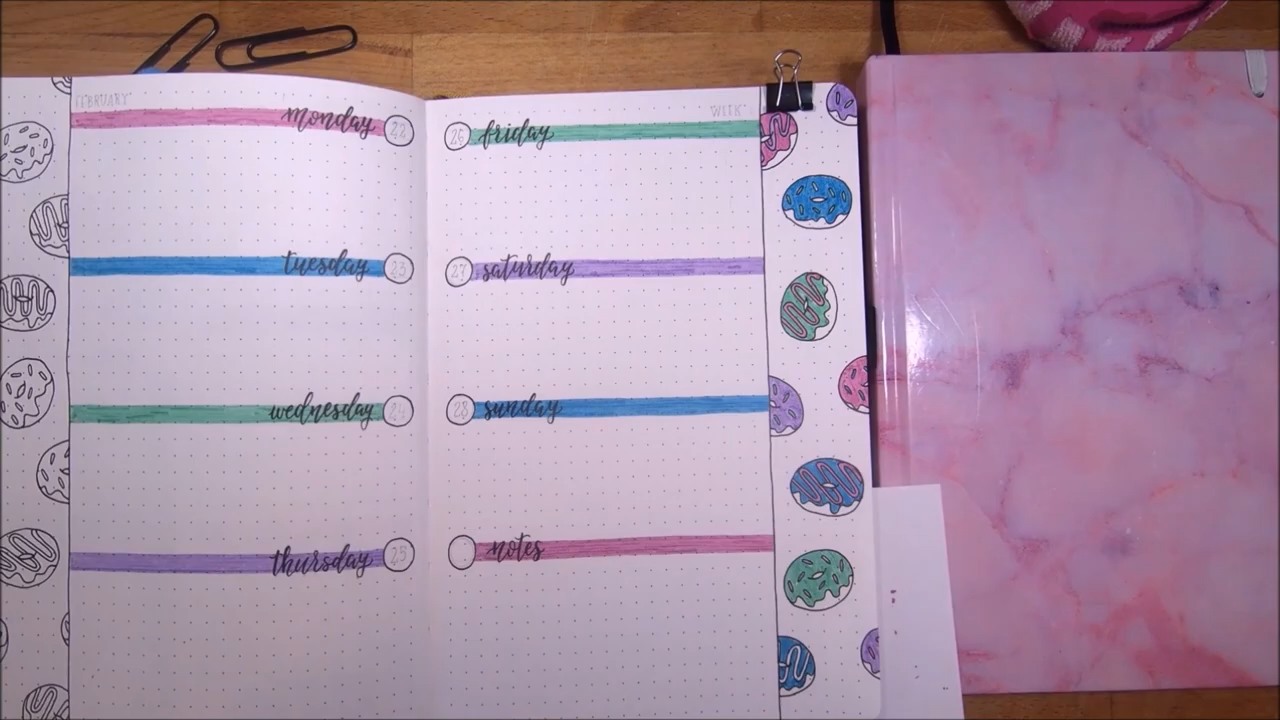 FEBRUARY
monday 22
tuesday 23
wednesday 24
thursday 25
WEEK
26 friday
27 saturday
28 sunday
notes